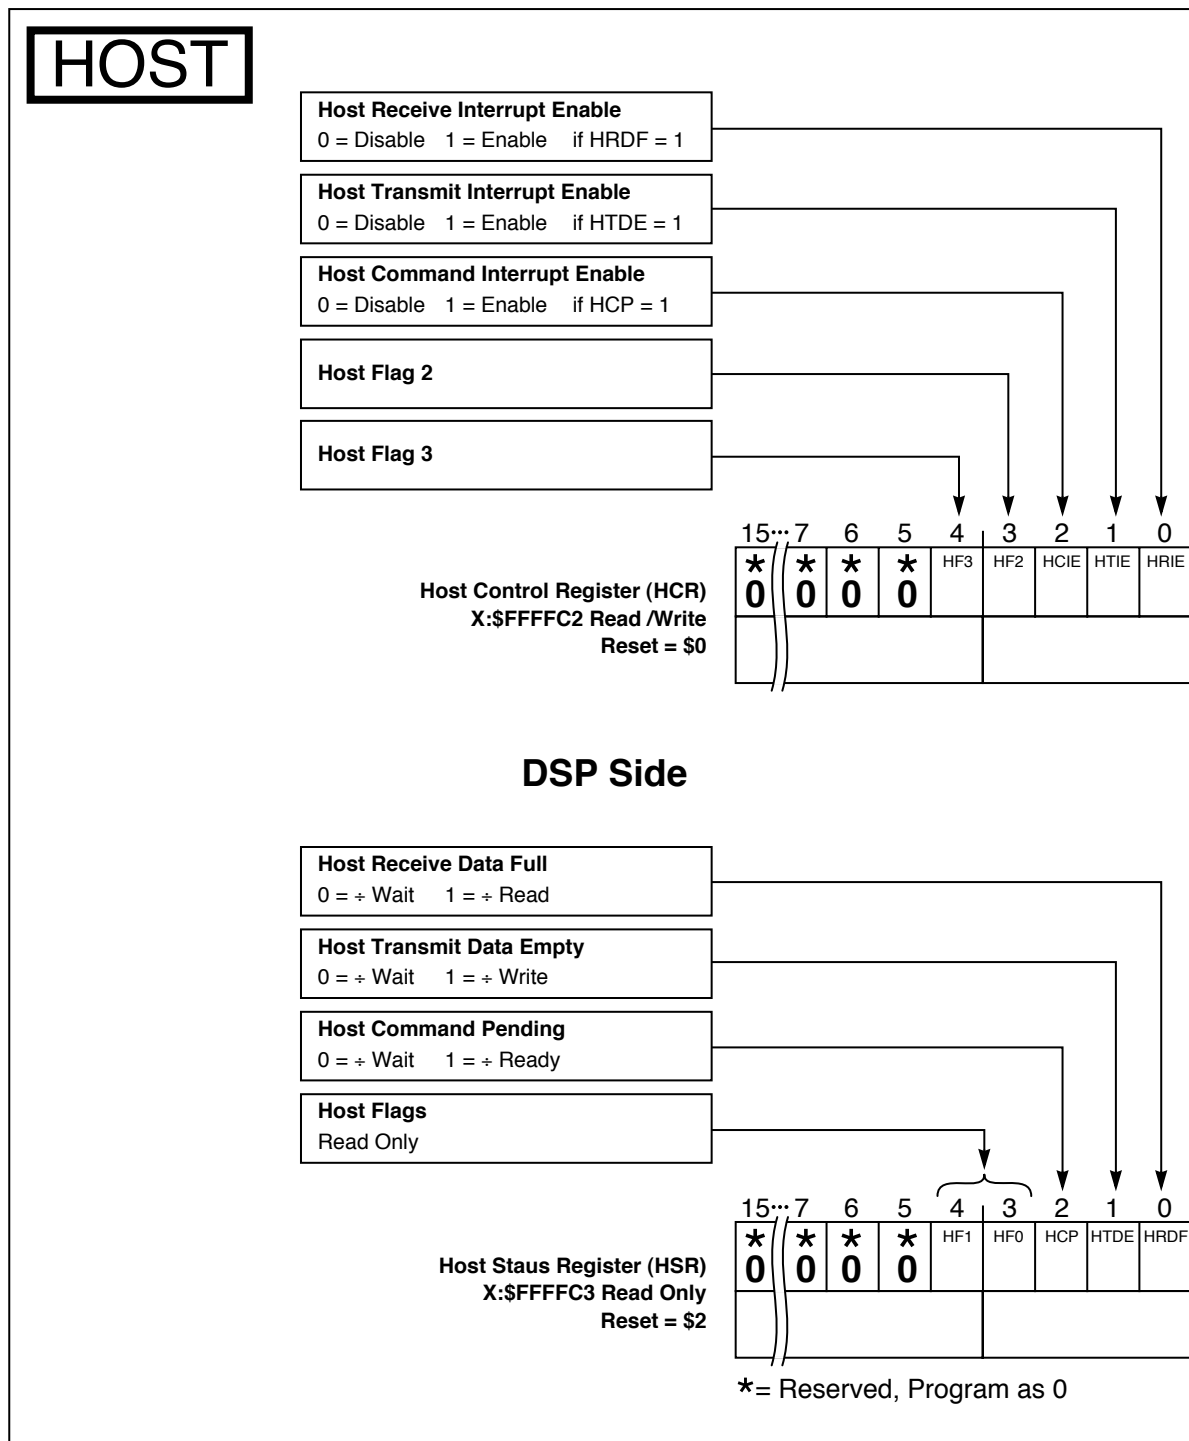 HOST
Host Receive Interrupt Enable
0 = Disable 1 = Enable if HRDF = 1
Host Transmit Interrupt Enable
0 = Disable 1 = Enable if HTDE = 1
Host Command Interrupt Enable
0 = Disable 1 = Enable if HCP = 1
Host Flag 2
Host Flag 3
15 ··· 7 6 5 4 3 2 1 0
* * * * HF3 HF2 HCIE HTIE HRIE
0 0 0 0
Host Control Register (HCR)
X:$FFFFC2 Read /Write
Reset = $0
DSP Side
Host Receive Data Full
0 = ÷ Wait 1 = ÷ Read
Host Transmit Data Empty
0 = ÷ Wait 1 = ÷ Write
Host Command Pending
0 = ÷ Wait 1 = ÷ Ready
Host Flags
Read Only
15 ··· 7 6 5 4 3 2 1 0
* * * * HF1 HF0 HCP HTDE HRDF
0 0 0 0
Host Staus Register (HSR)
X:$FFFFC3 Read Only
Reset = $2
* = Reserved, Program as 0